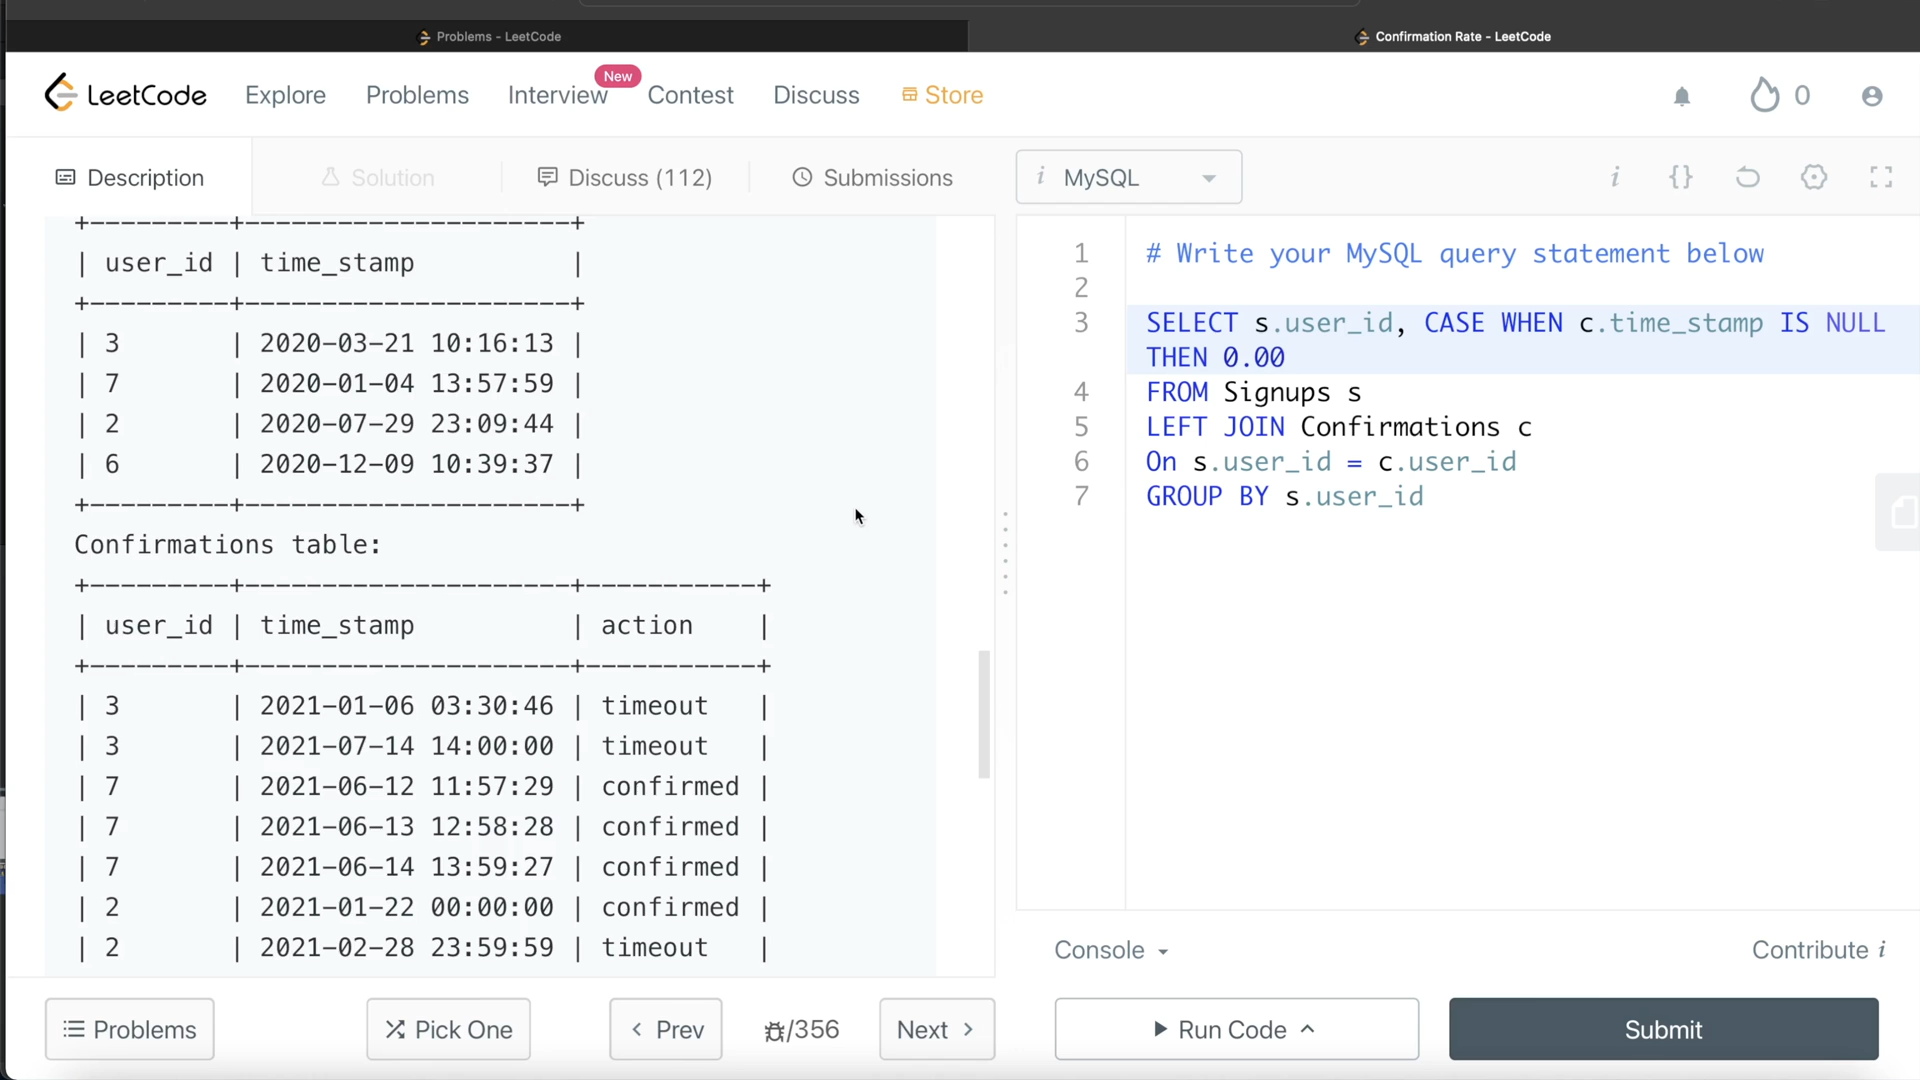 Problems - LeetCode
Confirmation Rate - LeetCode
LeetCode
Explore
Problems
Interview
New
Contest
Discuss
Store
0
Description
Solution
Discuss (112)
Submissions
i MySQL
i {}
+---------+---------------------+
| user_id | time_stamp          |
+---------+---------------------+
| 3       | 2020-03-21 10:16:13 |
| 7       | 2020-01-04 13:57:59 |
| 2       | 2020-07-29 23:09:44 |
| 6       | 2020-12-09 10:39:37 |
+---------+---------------------+
Confirmations table:
+---------+---------------------+-----------+
| user_id | time_stamp          | action    |
+---------+---------------------+-----------+
| 3       | 2021-01-06 03:30:46 | timeout   |
| 3       | 2021-07-14 14:00:00 | timeout   |
| 7       | 2021-06-12 11:57:29 | confirmed |
| 7       | 2021-06-13 12:58:28 | confirmed |
| 7       | 2021-06-14 13:59:27 | confirmed |
| 2       | 2021-01-22 00:00:00 | confirmed |
| 2       | 2021-02-28 23:59:59 | timeout   |
1 # Write your MySQL query statement below
2
3 SELECT s.user_id, CASE WHEN c.time_stamp IS NULL
THEN 0.00
4 FROM Signups s
5 LEFT JOIN Confirmations c
6 On s.user_id = c.user_id
7 GROUP BY s.user_id
Console
Contribute i
Problems
Pick One
Prev
/356
Next
Run Code
Submit